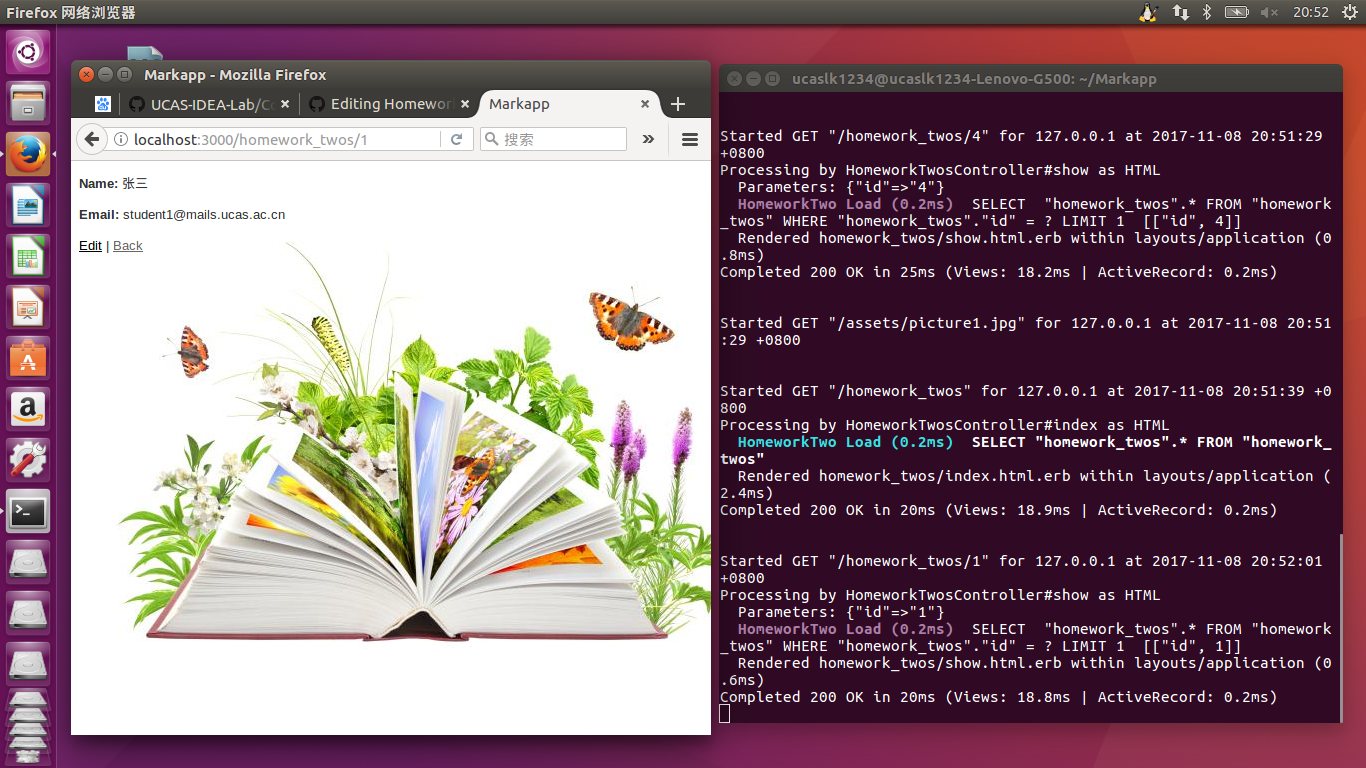 Firefox 网络浏览器
20:52
Markapp - Mozilla Firefox
UCAS-IDEA-Lab/Co
Editing Homewor
Markapp
localhost:3000/homework_twos/1
搜索
Name: 张三
Email: student1@mails.ucas.ac.cn
Edit | Back
ucaslk1234@ucaslk1234-Lenovo-G500: ~/Markapp
Started GET "/homework_twos/4" for 127.0.0.1 at 2017-11-08 20:51:29
+0800
Processing by HomeworkTwosController#show as HTML
Parameters: {"id"=>"4"}
HomeworkTwo Load (0.2ms)  SELECT  "homework_twos".* FROM "homework
_twos" WHERE "homework_twos"."id" = ? LIMIT 1  [["id", 4]]
Rendered homework_twos/show.html.erb within layouts/application (0
.8ms)
Completed 200 OK in 25ms (Views: 18.2ms | ActiveRecord: 0.2ms)
Started GET "/assets/picture1.jpg" for 127.0.0.1 at 2017-11-08 20:51
:29 +0800
Started GET "/homework_twos" for 127.0.0.1 at 2017-11-08 20:51:39 +0
800
Processing by HomeworkTwosController#index as HTML
HomeworkTwo Load (0.2ms)  SELECT "homework_twos".* FROM "homework_
twos"
Rendered homework_twos/index.html.erb within layouts/application (
2.4ms)
Completed 200 OK in 20ms (Views: 18.9ms | ActiveRecord: 0.2ms)
Started GET "/homework_twos/1" for 127.0.0.1 at 2017-11-08 20:52:01
+0800
Processing by HomeworkTwosController#show as HTML
Parameters: {"id"=>"1"}
HomeworkTwo Load (0.2ms)  SELECT  "homework_twos".* FROM "homework
_twos" WHERE "homework_twos"."id" = ? LIMIT 1  [["id", 1]]
Rendered homework_twos/show.html.erb within layouts/application (0
.6ms)
Completed 200 OK in 20ms (Views: 18.8ms | ActiveRecord: 0.2ms)